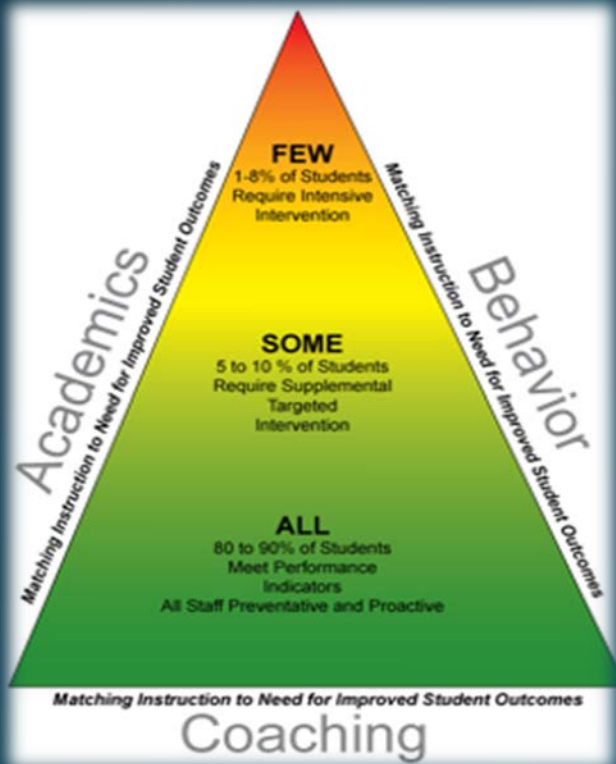 FEW
1-8% of Students
Require Intensive
Intervention
SOME
5 to 10 % of Students
Require Supplemental
Targeted
Intervention
ALL
80 to 90% of Students
Meet Performance
Indicators
All Staff Preventative and Proactive
Academics
Matching Instruction to Need for Improved Student Outcomes
Behavior
Matching Instruction to Need for Improved Student Outcomes
Matching Instruction to Need for Improved Student Outcomes
Coaching